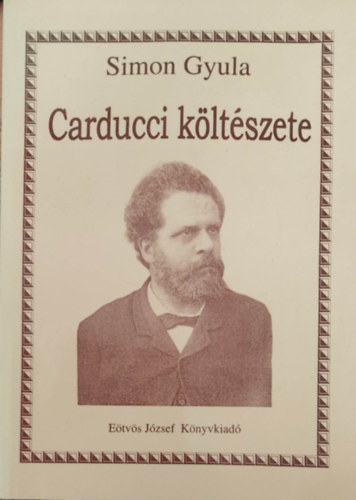 Simon Gyula
Carducci költészete
Eötvös József Könyvkiadó